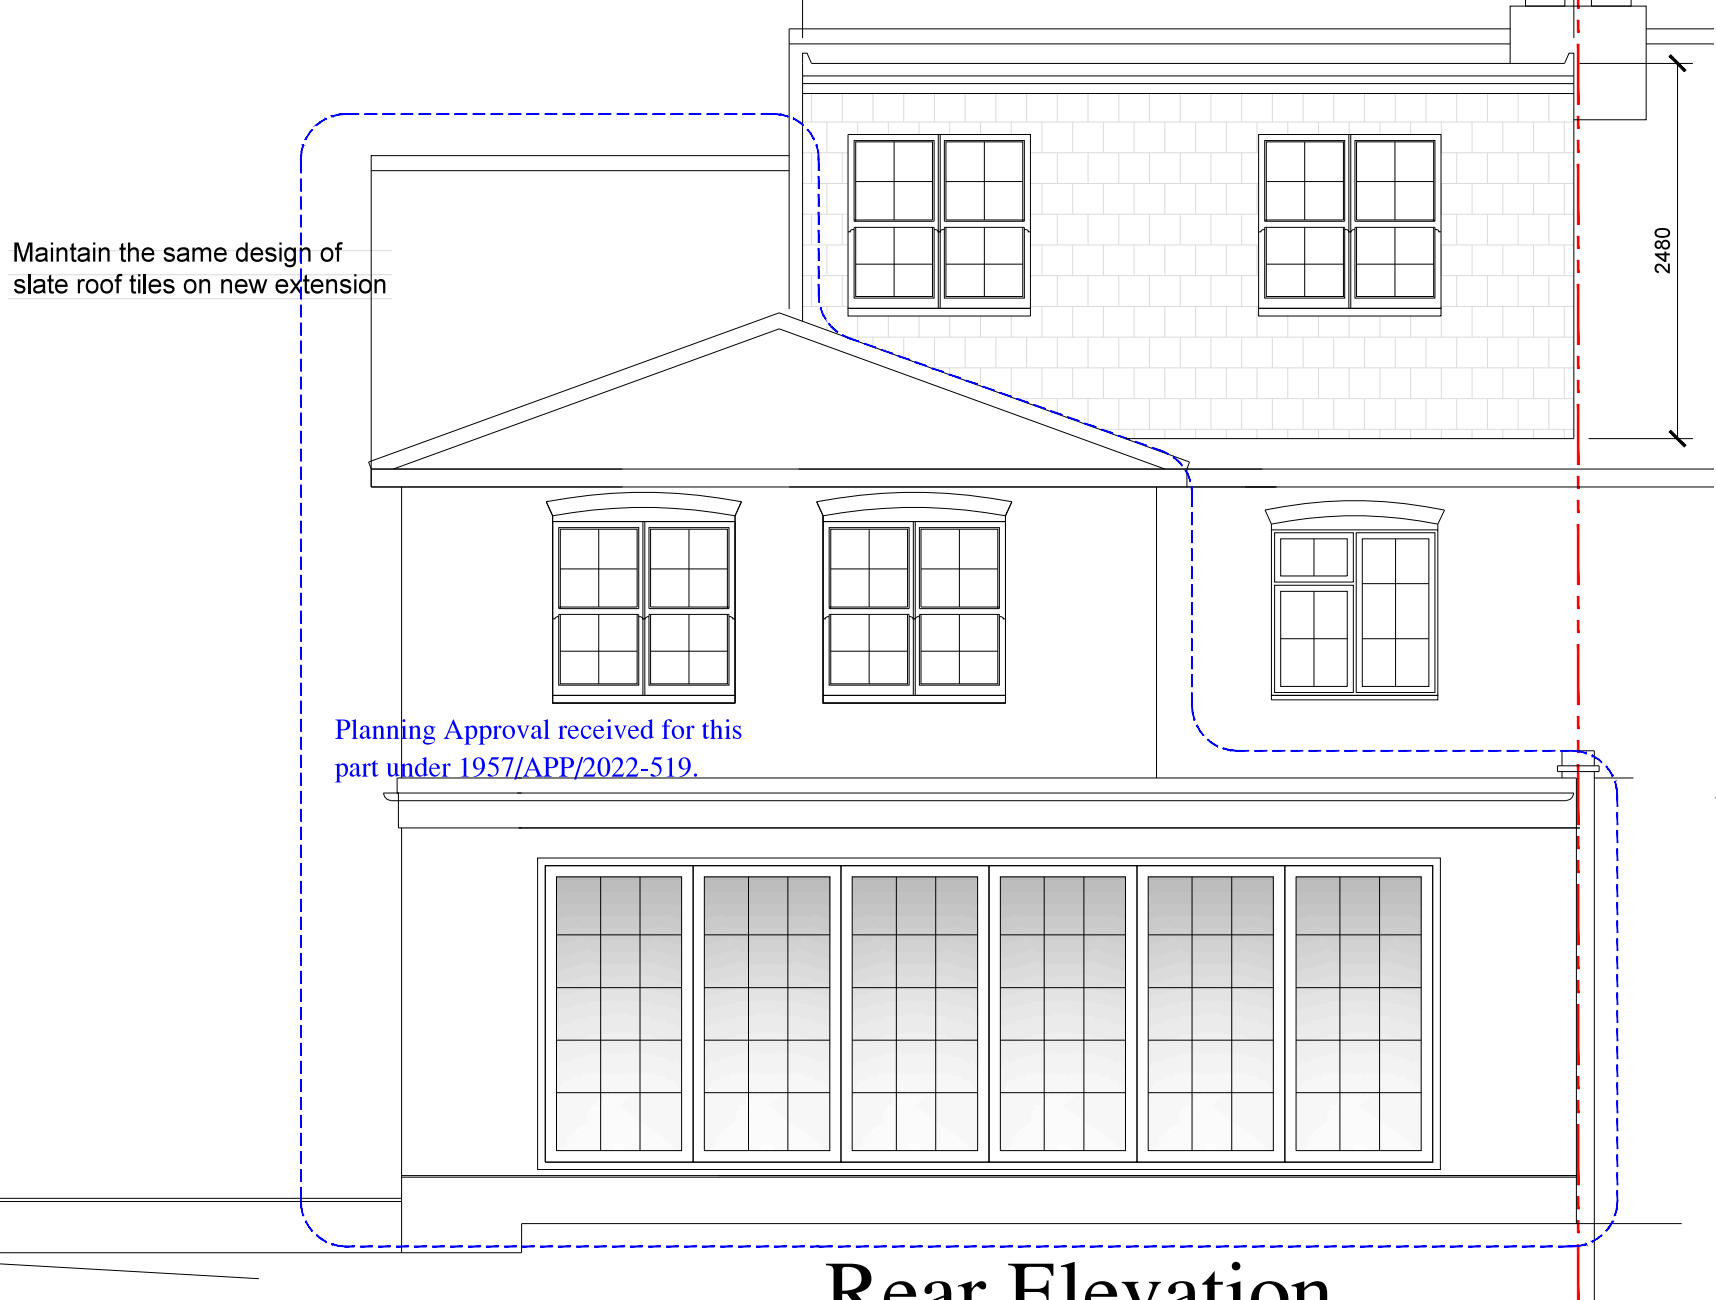 Maintain the same design of
slate roof tiles on new extension
2480
Planning Approval received for this
part under 1957/APP/2022-519.
Rear Elevation